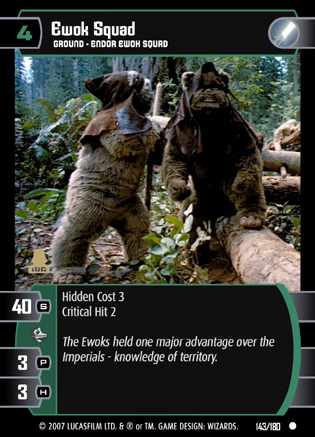 4
Ewok Squad
GROUND - ENDOR EWOK SQUAD
IGC
40 S
Hidden Cost 3
Critical Hit 2
The Ewoks held one major advantage over the
Imperials - knowledge of territory.
3 P
3 H
© 2007 LUCASFILM LTD. & ® or TM. GAME DESIGN: WIZARDS. 143/180